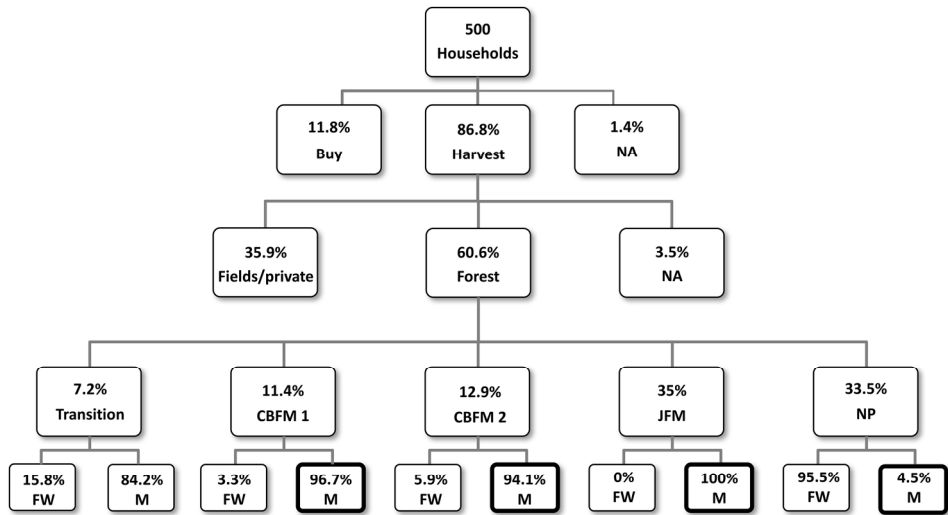 500
Households
11.8%
Buy
86.8%
Harvest
1.4%
NA
35.9%
Fields/private
60.6%
Forest
3.5%
NA
7.2%
Transition
11.4%
CBFM 1
12.9%
CBFM 2
35%
JFM
33.5%
NP
15.8%
FW
84.2%
M
3.3%
FW
96.7%
M
5.9%
FW
94.1%
M
0%
FW
100%
M
95.5%
FW
4.5%
M